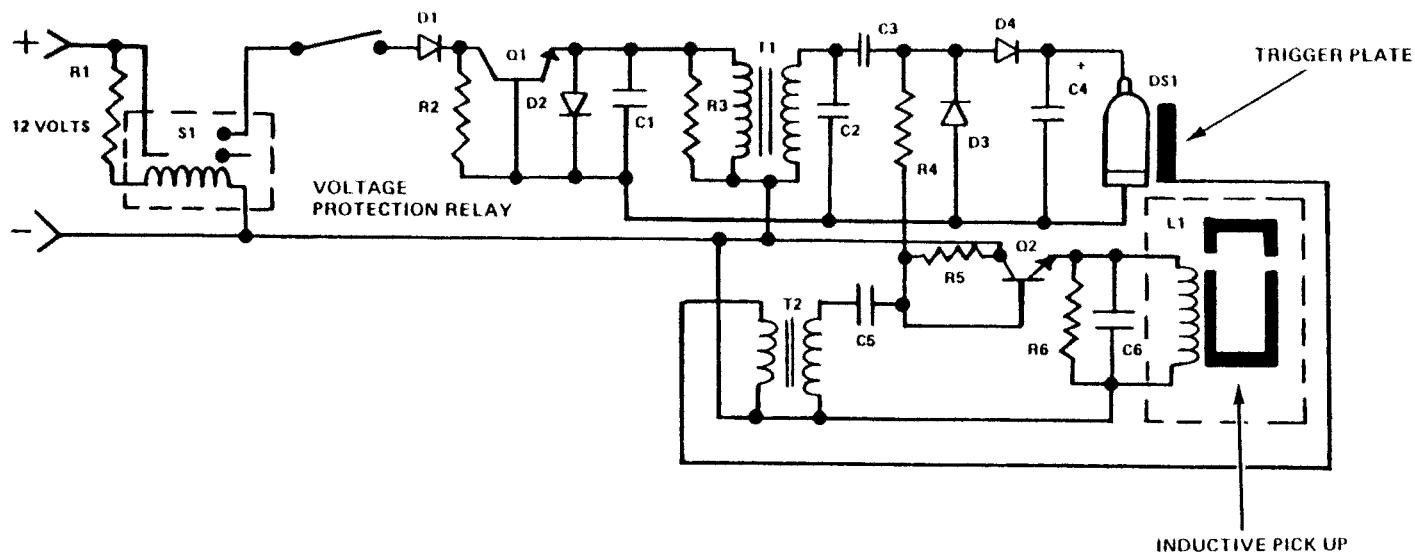 D1
D4
+
C3
T1
Q1
TRIGGER PLATE
R1
+
DS1
C4
D2
R3
R2
12 VOLTS
S1
C1
C2
D3
R4
VOLTAGE
PROTECTION RELAY
L1
-
Q2
R5
T2
C5
R6
C6
INDUCTIVE PICK UP